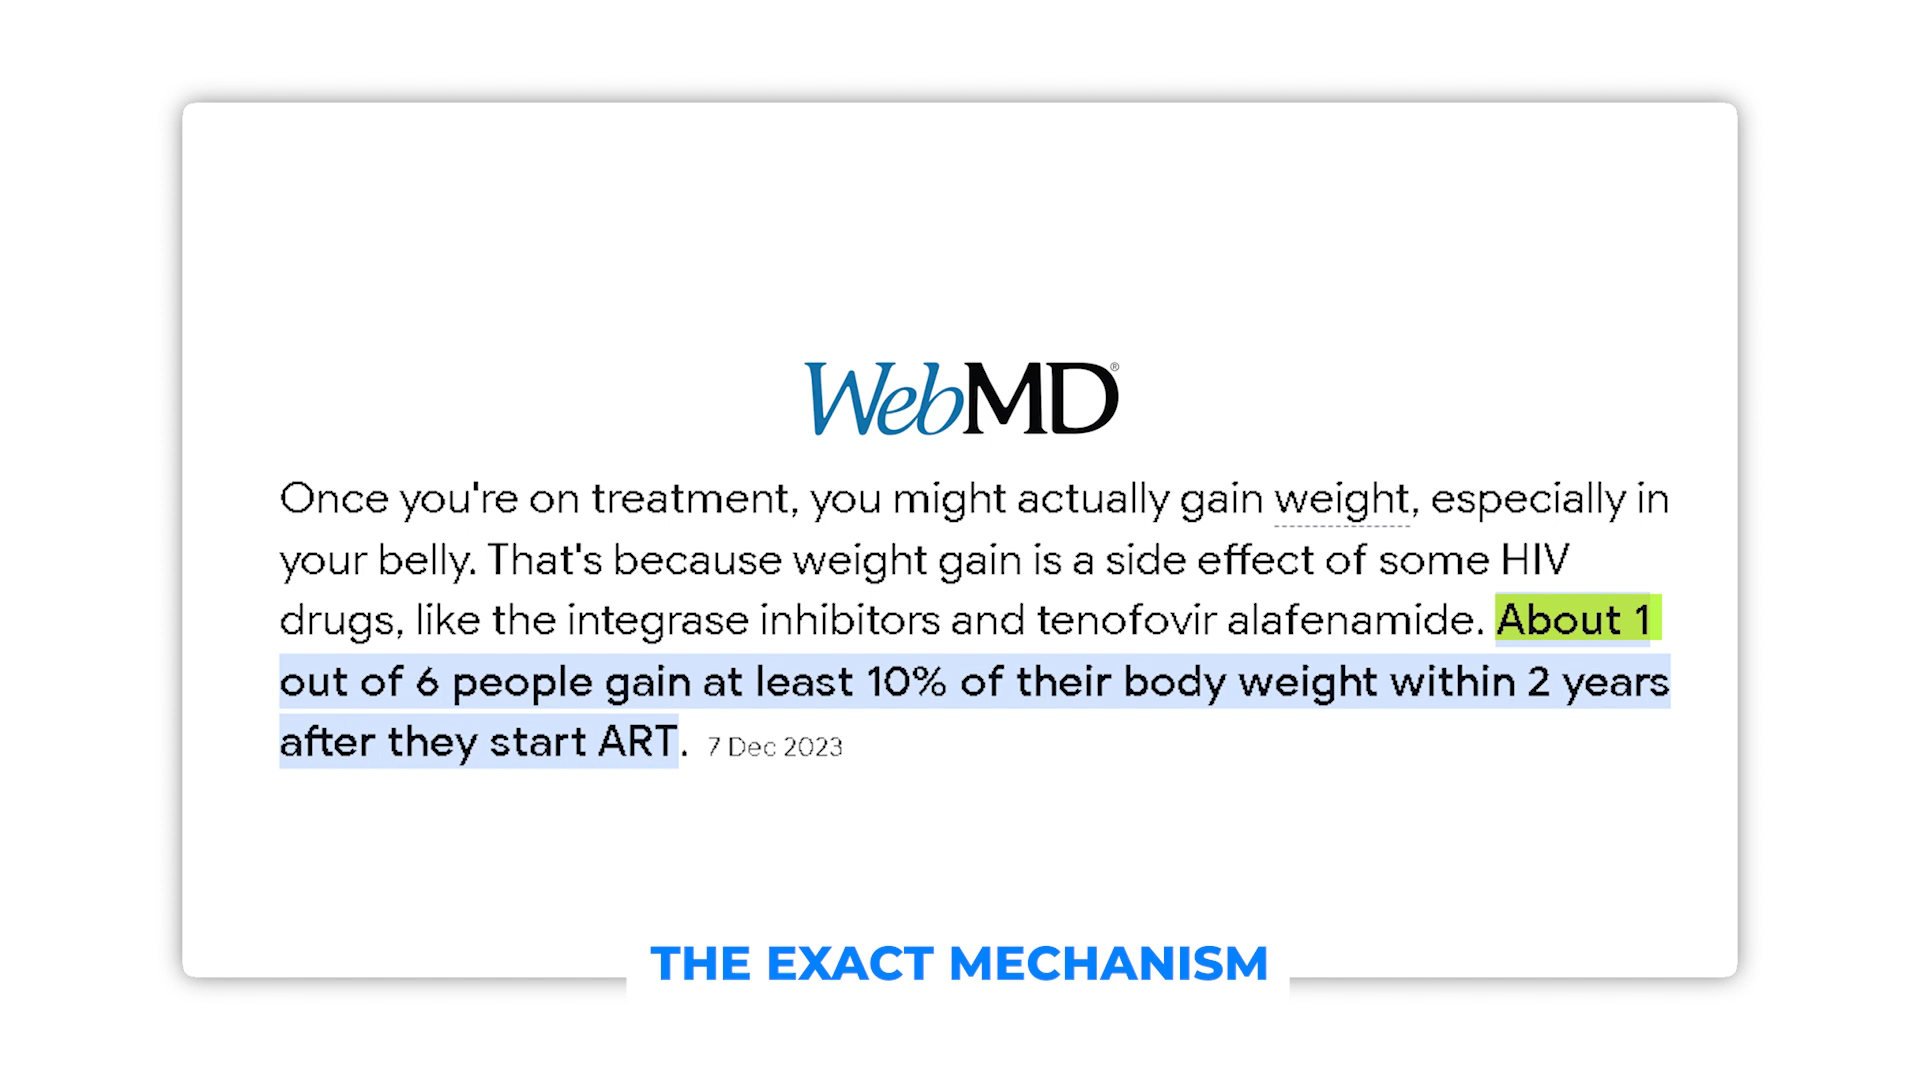 WebMD®
Once you're on treatment, you might actually gain weight, especially in
your belly. That's because weight gain is a side effect of some HIV
drugs, like the integrase inhibitors and tenofovir alafenamide. About 1
out of 6 people gain at least 10% of their body weight within 2 years
after they start ART. 7 Dec 2023
THE EXACT MECHANISM